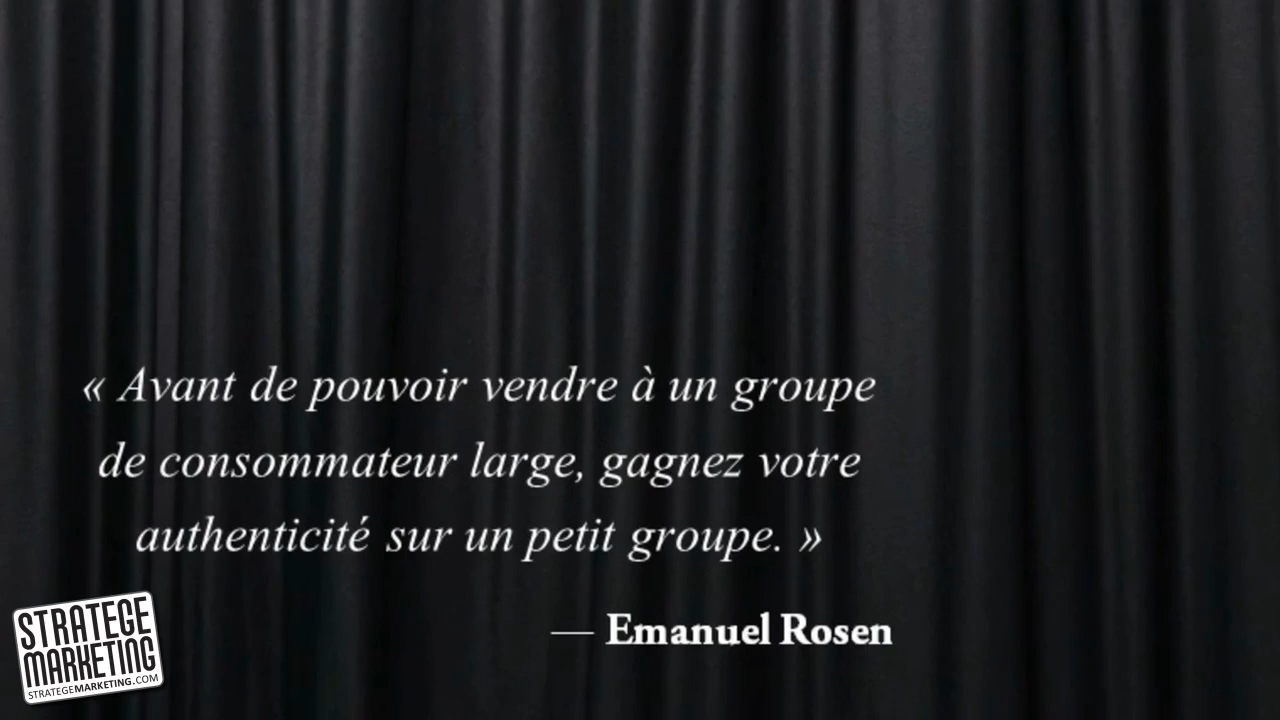 « Avant de pouvoir vendre à un groupe
de consommateur large, gagnez votre
authenticité sur un petit groupe. »
— Emanuel Rosen
STRATEGE
MARKETING
STRATEGEMARKETING.COM